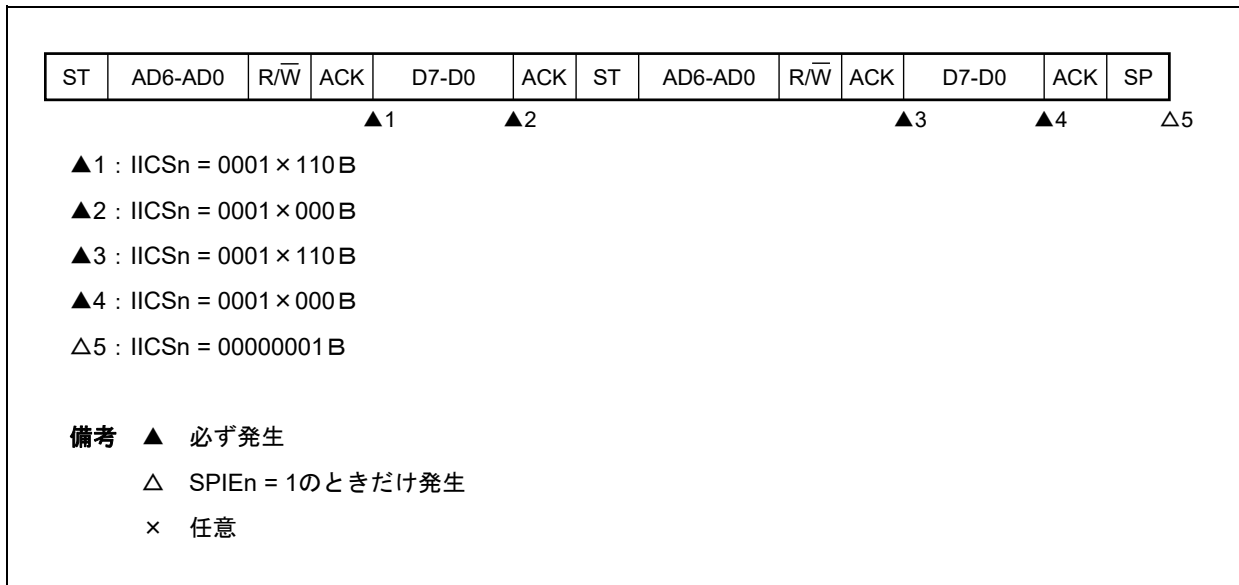 ST AD6-AD0 R/W̅ ACK D7-D0 ACK ST AD6-AD0 R/W̅ ACK D7-D0 ACK SP
▲1 ▲2 ▲3 ▲4 △5
▲1：IICSn = 0001×110B
▲2：IICSn = 0001×000B
▲3：IICSn = 0001×110B
▲4：IICSn = 0001×000B
△5：IICSn = 00000001B
備考 ▲ 必ず発生
△ SPIEn = 1のときだけ発生
× 任意